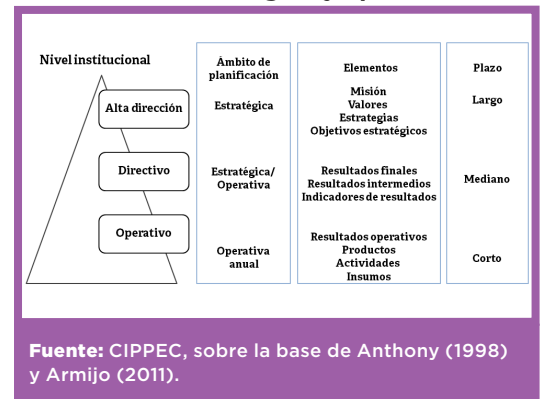 Nivel institucional
Ámbito de
planificación
Elementos
Plazo
Alta dirección
Estratégica
Misión
Valores
Estrategias
Objetivos estratégicos
Largo
Directivo
Estratégica/
Operativa
Resultados finales
Resultados intermedios
Indicadores de resultados
Mediano
Operativo
Operativa
anual
Resultados operativos
Productos
Actividades
Insumos
Corto
Fuente: CIPPEC, sobre la base de Anthony (1998)
y Armijo (2011).